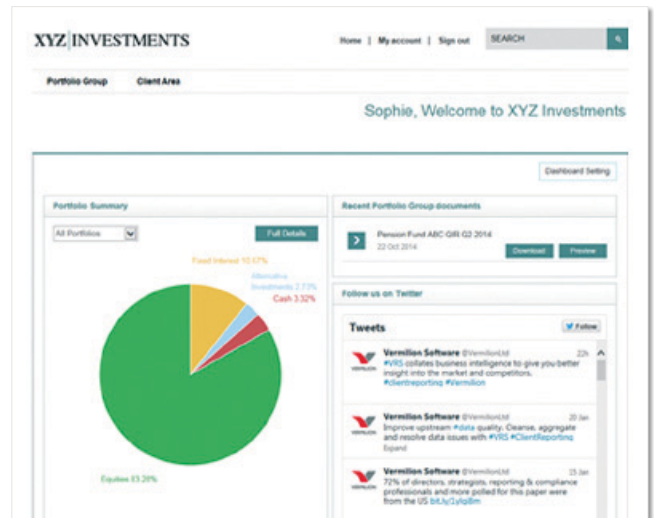 XYZ INVESTMENTS
Home | My account | Sign out
SEARCH
Portfolio Group Client Area
Sophie, Welcome to XYZ Investments
Dashboard Setting
Portfolio Summary
All Portfolios
Full Details
Fixed Interest 10.67%
Alternative
Investments 2.73%
Cash 3.32%
Equities 83.28%
Recent Portfolio Group documents
Pension Fund ABC QIR Q2 2014
22 Oct 2014
Download Preview
Follow us on Twitter
Tweets
Follow
Vermilion Software @VermilionLtd 22h
#VRS collates business intelligence to give you better
insight into the market and competitors.
#clientreporting #Vermilion
VERMILION
Vermilion Software @VermilionLtd 20 Jan
Improve upstream #data quality. Cleanse, aggregate
and resolve data issues with #VRS #ClientReporting
Expand
VERMILION
Vermilion Software @VermilionLtd 15 Jan
72% of directors, strategists, reporting & compliance
professionals and more polled for this paper were
from the US
VERMILION